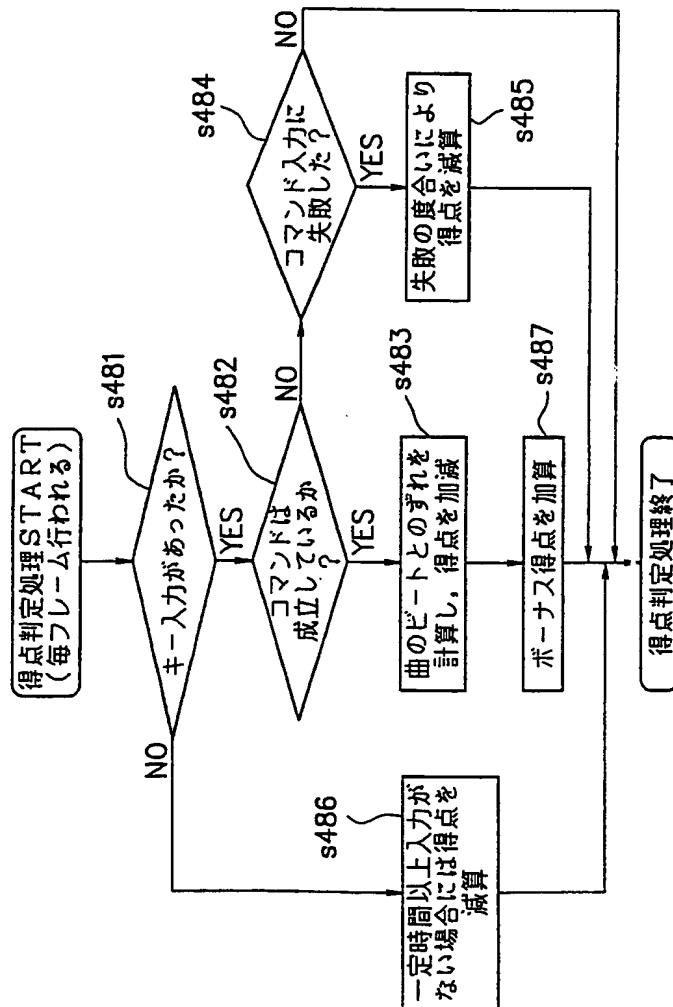 得点判定処理START
(毎フレーム行われる)
s481
キー入力があったか?
NO
YES
s482
コマンドは
成立しているか
?
NO
YES
s484
コマンド入力に
失敗した?
NO
YES
s485
失敗の度合いにより
得点を減算
s483
曲のビートとのずれを
計算し,得点を加減
s487
ボーナス得点を加算
s486
一定時間以上入力が
ない場合には得点を
減算
得点判定処理終了